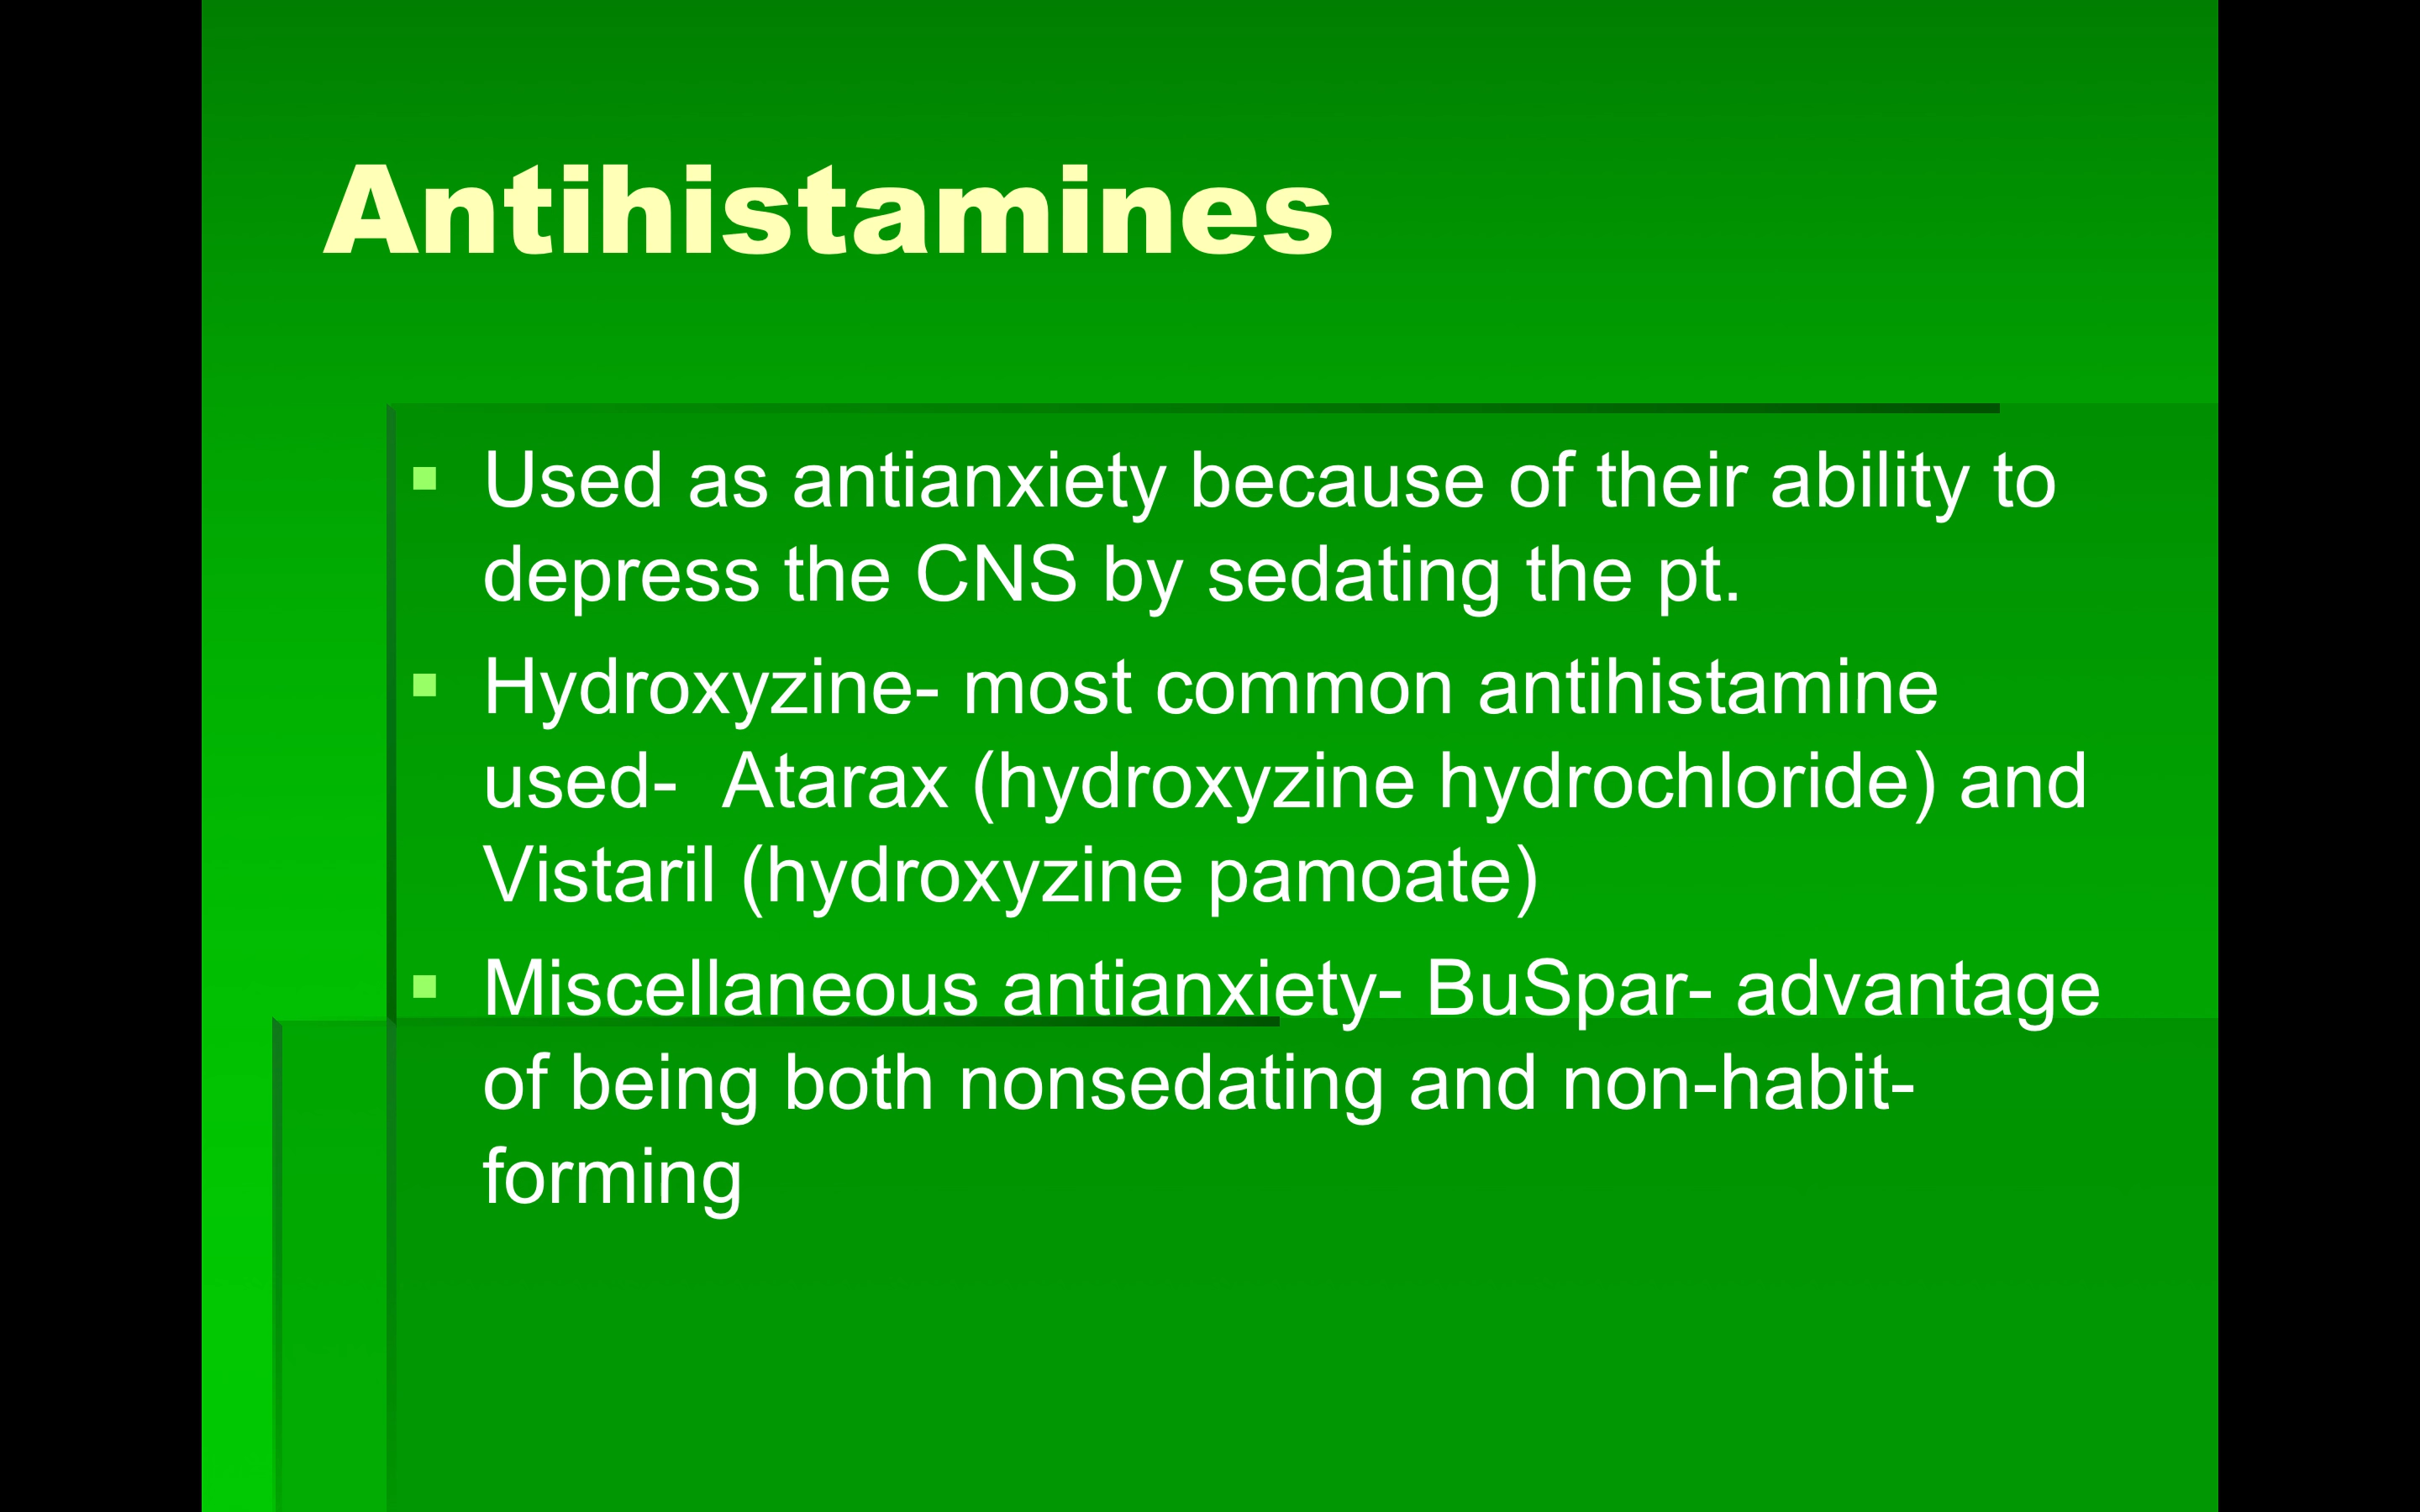 Antihistamines
Used as antianxiety because of their ability to
depress the CNS by sedating the pt.
Hydroxyzine- most common antihistamine
used-  Atarax (hydroxyzine hydrochloride) and
Vistaril (hydroxyzine pamoate)
Miscellaneous antianxiety- BuSpar- advantage
of being both nonsedating and non-habit-
forming